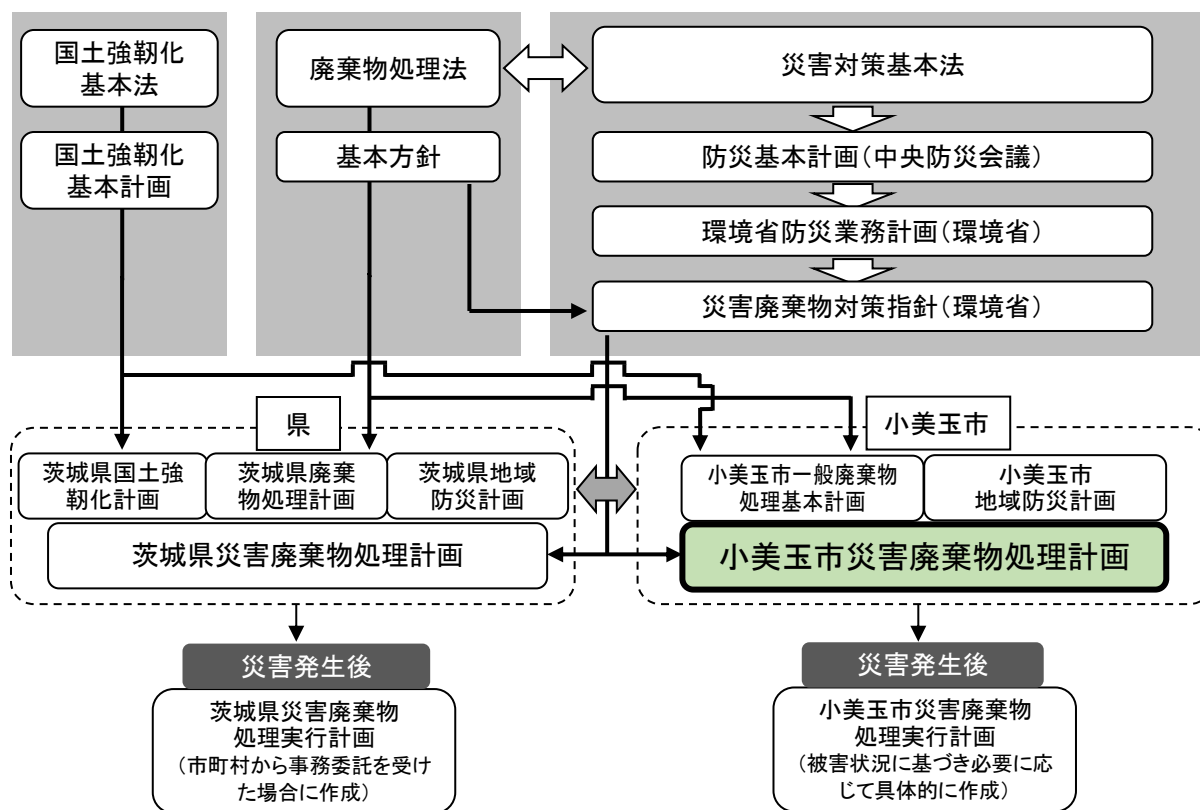 国土強靭化
基本法
国土強靭化
基本計画
廃棄物処理法
基本方針
災害対策基本法
防災基本計画(中央防災会議)
環境省防災業務計画(環境省)
災害廃棄物対策指針(環境省)
県
茨城県国土強
靭化計画
茨城県廃棄
物処理計画
茨城県地域
防災計画
茨城県災害廃棄物処理計画
小美玉市
小美玉市一般廃棄物
処理基本計画
小美玉市
地域防災計画
小美玉市災害廃棄物処理計画
災害発生後
茨城県災害廃棄物
処理実行計画
(市町村から事務委託を受け
た場合に作成)
災害発生後
小美玉市災害廃棄物
処理実行計画
(被害状況に基づき必要に応
じて具体的に作成)